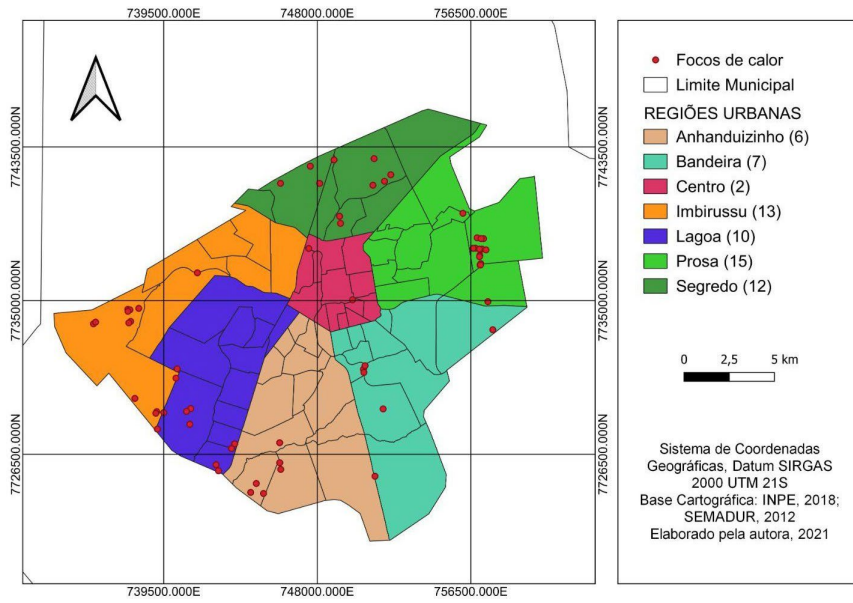 739500.000E
748000.000E
756500.000E
7743500.000N
7743500.000N
7735000.000N
7735000.000N
7726500.000N
7726500.000N
739500.000E
748000.000E
756500.000E
Focos de calor
Limite Municipal
REGIÕES URBANAS
Anhanduizinho (6)
Bandeira (7)
Centro (2)
Imbirussu (13)
Lagoa (10)
Prosa (15)
Segredo (12)
0 2,5 5 km
Sistema de Coordenadas
Geográficas, Datum SIRGAS
2000 UTM 21S
Base Cartográfica: INPE, 2018;
SEMADUR, 2012
Elaborado pela autora, 2021